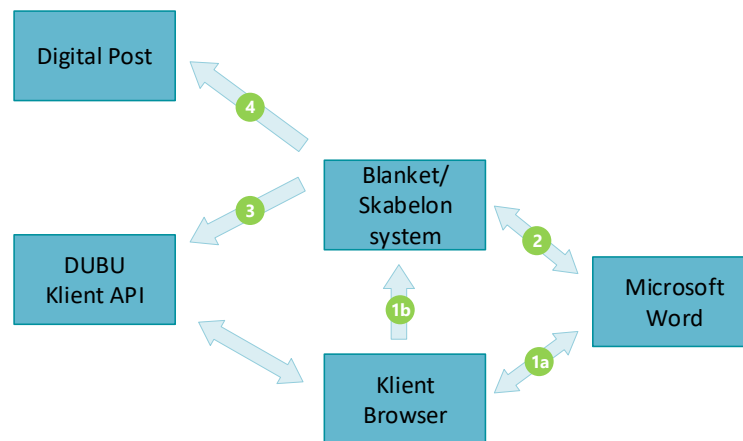 Digital Post
4
Blanket/
Skabelon
system
3
2
DUBU
Klient API
Microsoft
Word
1b
1a
Klient
Browser